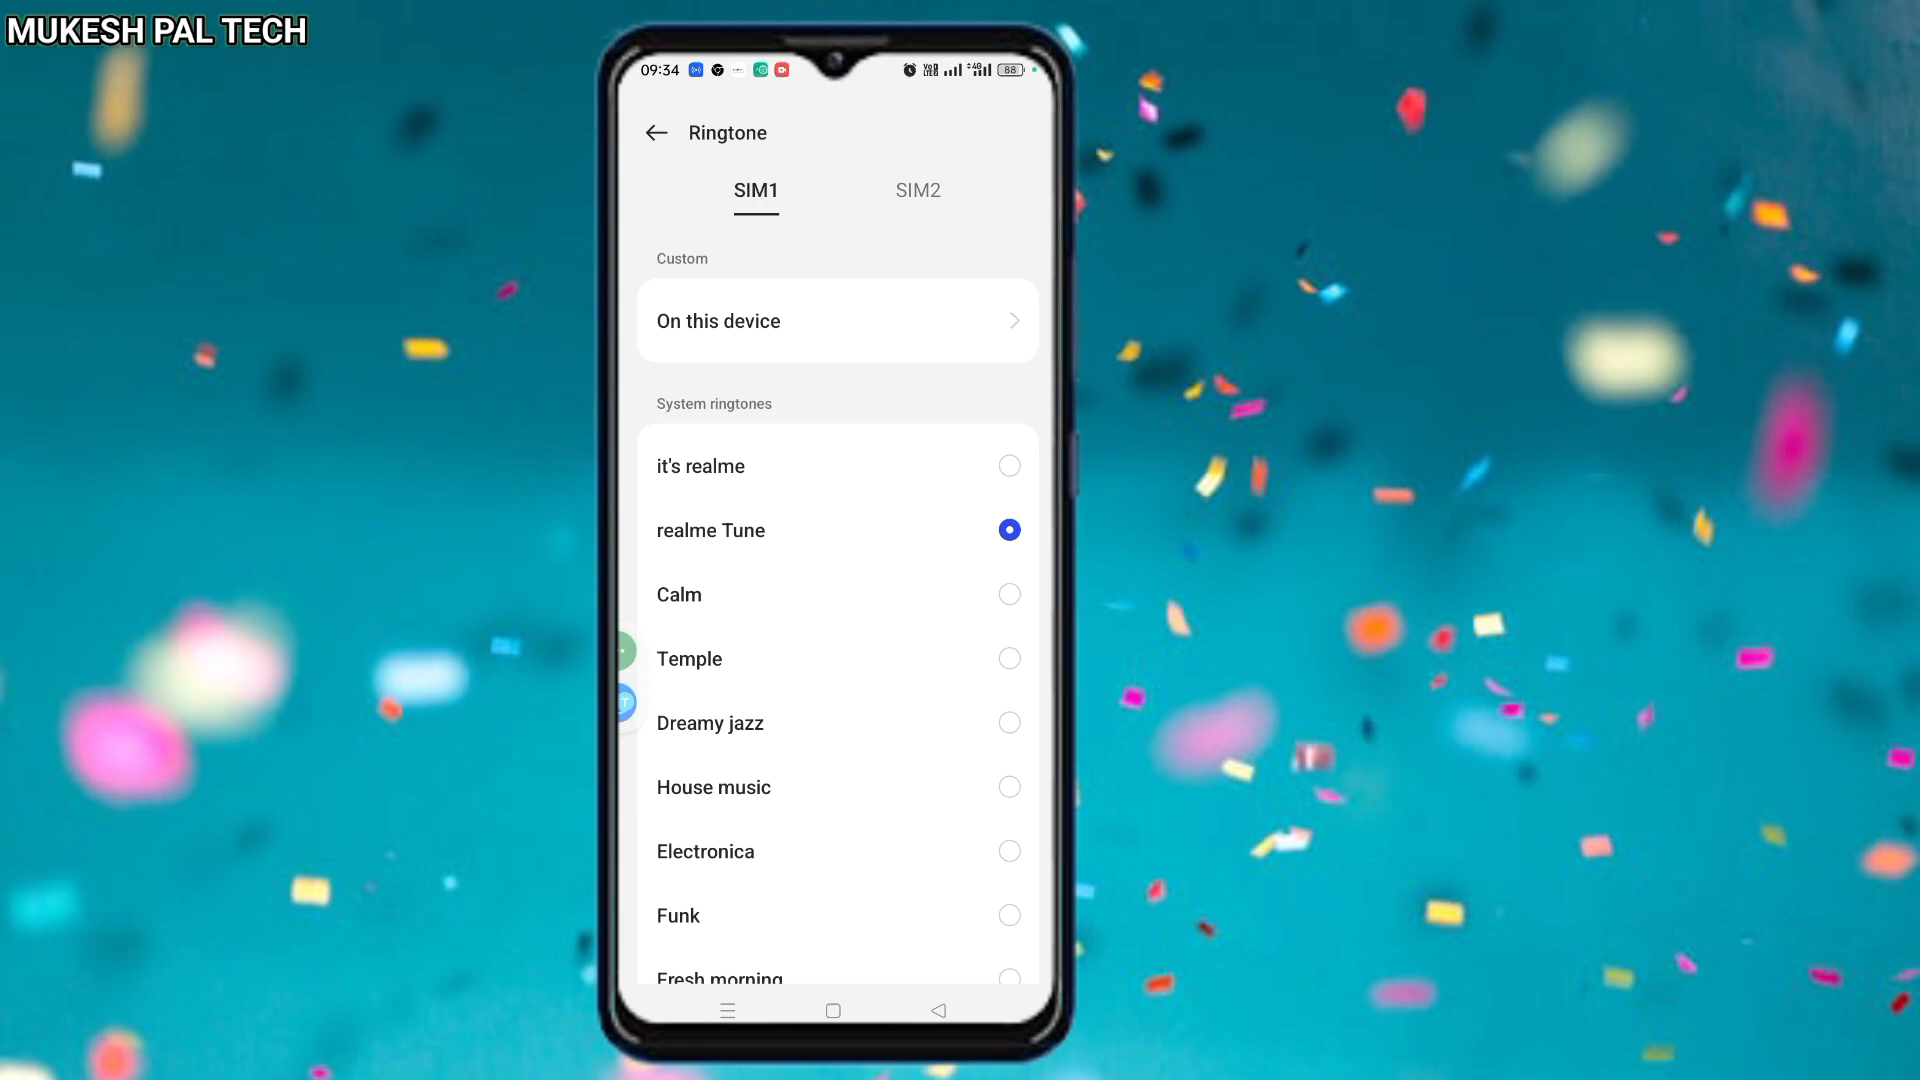 MUKESH PAL TECH
09:34
88
Ringtone
SIM1
SIM2
Custom
On this device
System ringtones
it's realme
realme Tune
Calm
Temple
Dreamy jazz
House music
Electronica
Funk
Fresh morning